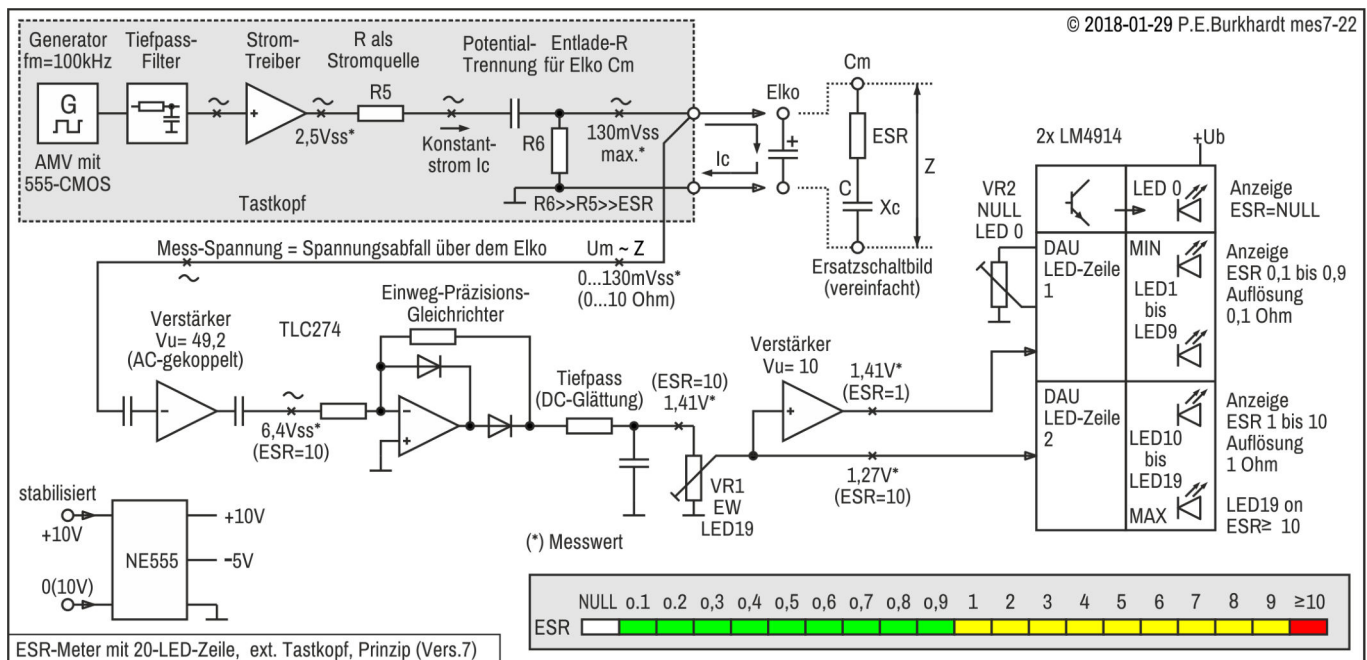 © 2018-01-29 P.E.Burkhardt mes7-22
Generator
fm=100kHz
G
AMV mit
555-CMOS
Tiefpass-
Filter
Strom-
Treiber
+
2,5Vss*
R als
Stromquelle
R5
Konstant-
strom Ic
Potential-
Trennung
Entlade-R
für Elko Cm
R6
130mVss
max.*
R6>>R5>>ESR
Tastkopf
Ic
Elko
+
Cm
ESR
C
Xc
Z
Ersatzschaltbild
(vereinfacht)
Mess-Spannung = Spannungsabfall über dem Elko
Um ~ Z
0...130mVss*
(0...10 Ohm)
Verstärker
Vu= 49,2
(AC-gekoppelt)
−
TLC274
6,4Vss*
(ESR=10)
Einweg-Präzisions-
Gleichrichter
−
+
Tiefpass
(DC-Glättung)
(ESR=10)
1,41V*
VR1
EW
LED19
Verstärker
Vu= 10
+
1,41V*
(ESR=1)
1,27V*
(ESR=10)
2x LM4914
+Ub
VR2
NULL
LED 0
LED 0
Anzeige
ESR=NULL
DAU
LED-Zeile
1
MIN
LED1
bis
LED9
Anzeige
ESR 0,1 bis 0,9
Auflösung
0,1 Ohm
DAU
LED-Zeile
2
LED10
bis
LED19
MAX
Anzeige
ESR 1 bis 10
Auflösung
1 Ohm
LED19 on
ESR≥ 10
stabilisiert
+10V
0(10V)
NE555
+10V
-5V
(*) Messwert
NULL o.1 o.2 o,3 o,4 o,5 o,6 o,7 o,8 o,9 1 2 3 4 5 6 7 8 9 ≥10
ESR
ESR-Meter mit 20-LED-Zeile, ext. Tastkopf, Prinzip (Vers.7)